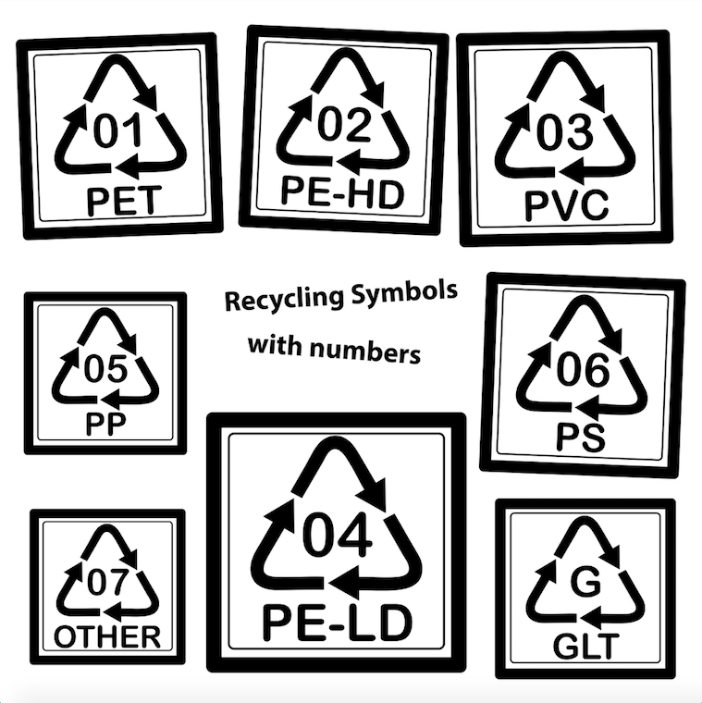 01
PET
02
PE-HD
03
PVC
Recycling Symbols
with numbers
05
PP
06
PS
04
PE-LD
07
OTHER
G
GLT